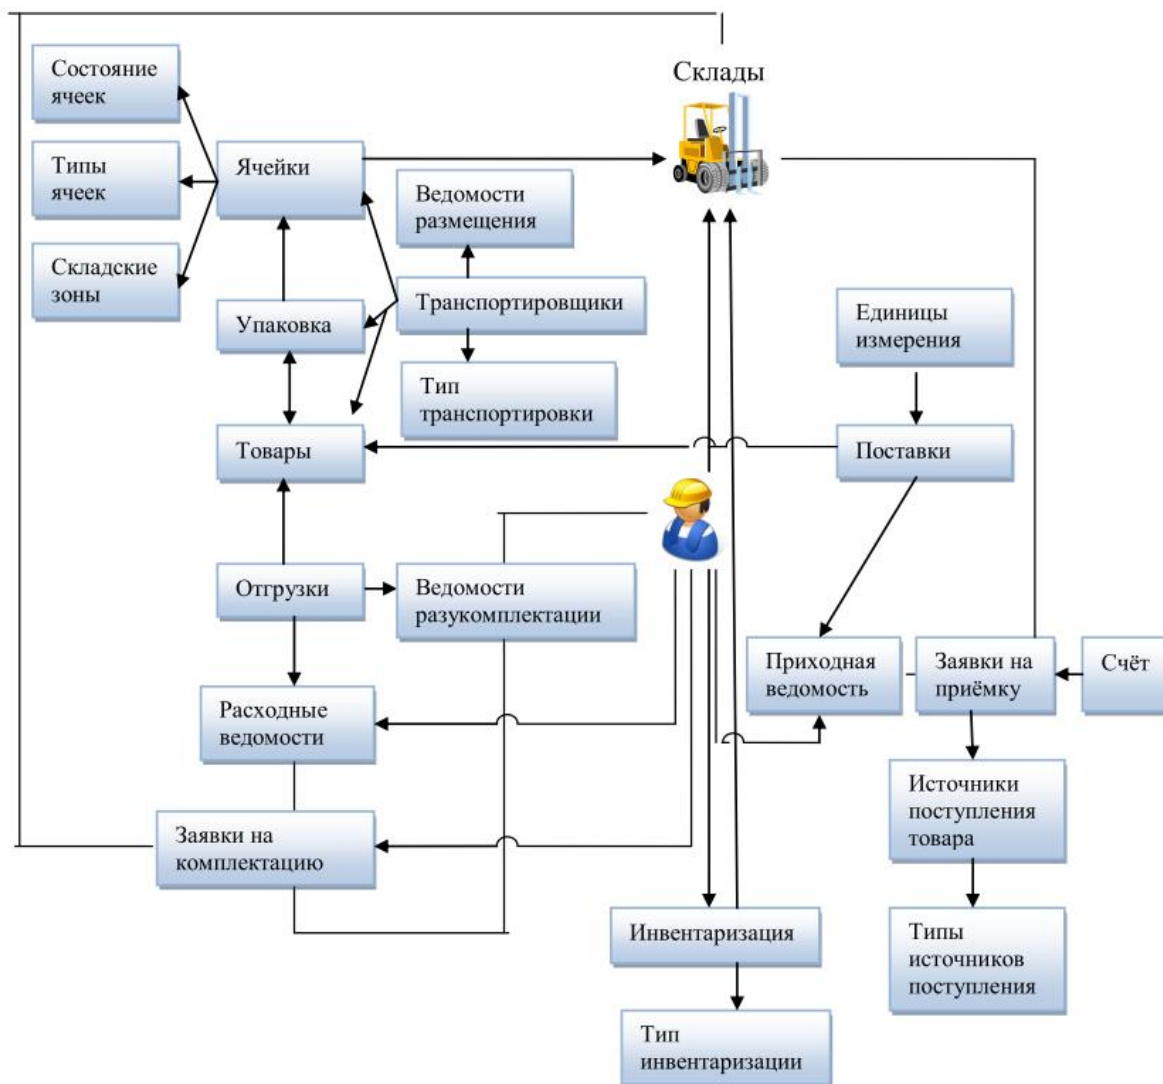 Состояние
ячеек
Склады
Типы
ячеек
Ячейки
Ведомости
размещения
Складские
зоны
Упаковка
Транспортировщики
Единицы
измерения
Тип
транспортировки
Товары
Поставки
Отгрузки
Ведомости
разукомплектации
Приходная
ведомость
Заявки на
приёмку
Счёт
Расходные
ведомости
Источники
поступления
товара
Заявки на
комплектацию
Инвентаризация
Типы
источников
поступления
Тип
инвентаризации